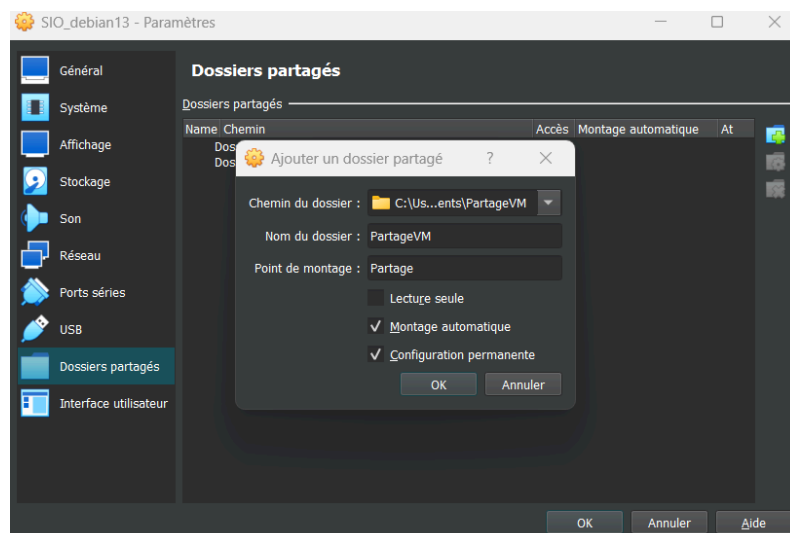 SIO_debian13 - Paramètres
Général
Système
Affichage
Stockage
Son
Réseau
Ports séries
USB
Dossiers partagés
Interface utilisateur
Dossiers partagés
Dossiers partagés
Name Chemin Accès Montage automatique At
Dos
Dos
Ajouter un dossier partagé ?
Chemin du dossier : C:\Us...ents\PartageVM
Nom du dossier : PartageVM
Point de montage : Partage
Lecture seule
Montage automatique
Configuration permanente
OK Annuler
OK Annuler Aide